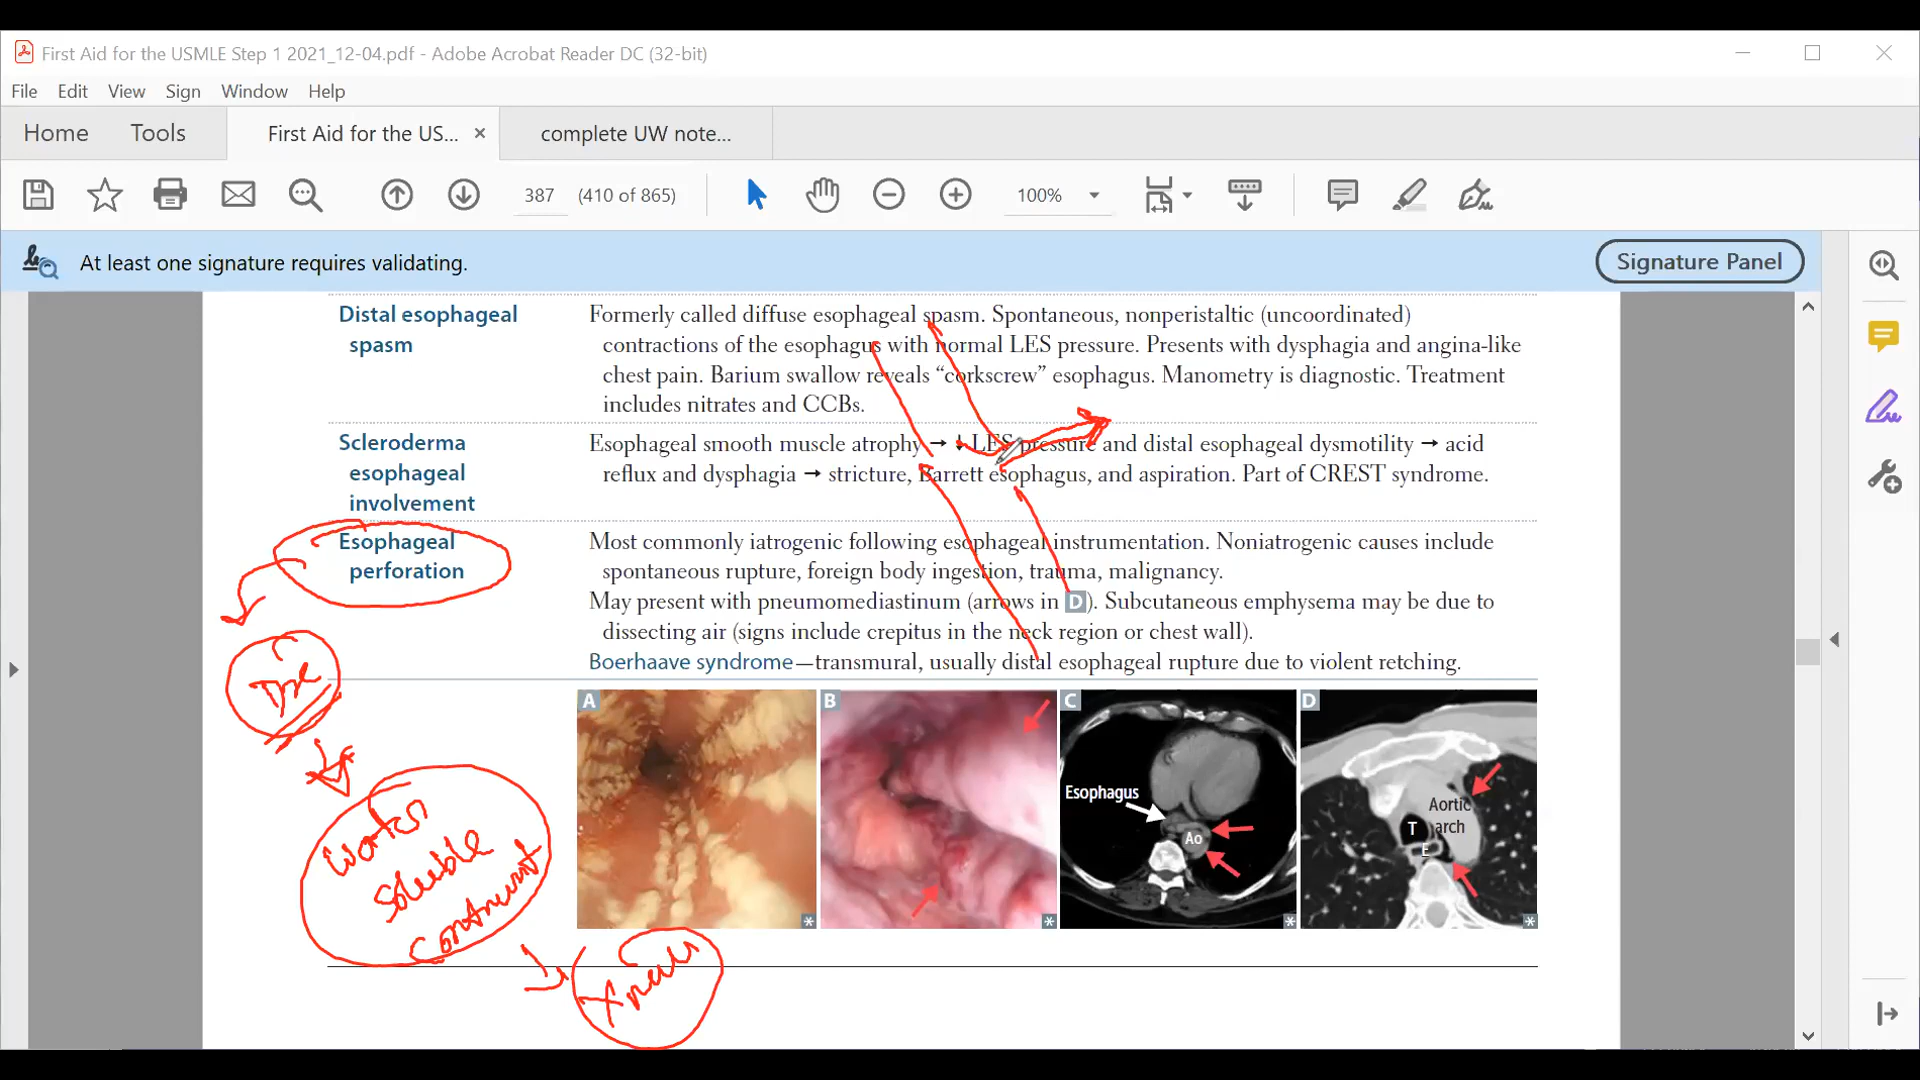 First Aid for the USMLE Step 1 2021_12-04.pdf - Adobe Acrobat Reader DC (32-bit)
File Edit View Sign Window Help
Home Tools First Aid for the US... × complete UW note...
387 (410 of 865) 100%
At least one signature requires validating. Signature Panel
Distal esophageal
spasm
Formerly called diffuse esophageal spasm. Spontaneous, nonperistaltic (uncoordinated)
contractions of the esophagus with normal LES pressure. Presents with dysphagia and angina-like
chest pain. Barium swallow reveals “corkscrew” esophagus. Manometry is diagnostic. Treatment
includes nitrates and CCBs.
Scleroderma
esophageal
involvement
Esophageal smooth muscle atrophy → ↓ LES pressure and distal esophageal dysmotility → acid
reflux and dysphagia → stricture, Barrett esophagus, and aspiration. Part of CREST syndrome.
Esophageal
perforation
Most commonly iatrogenic following esophageal instrumentation. Noniatrogenic causes include
spontaneous rupture, foreign body ingestion, trauma, malignancy.
May present with pneumomediastinum (arrows in D). Subcutaneous emphysema may be due to
dissecting air (signs include crepitus in the neck region or chest wall).
Boerhaave syndrome—transmural, usually distal esophageal rupture due to violent retching.
A B C D
Esophagus
Ao
Aortic
arch
T
E
water
soluble